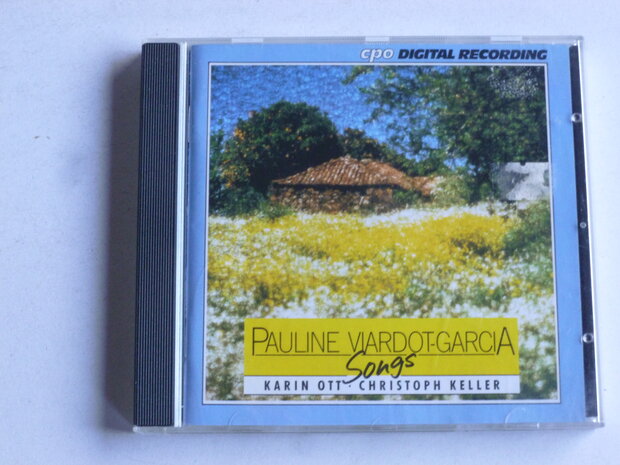 cpo DIGITAL RECORDING
PAULINE VIARDOT-GARCIA
Songs
KARIN OTT · CHRISTOPH KELLER